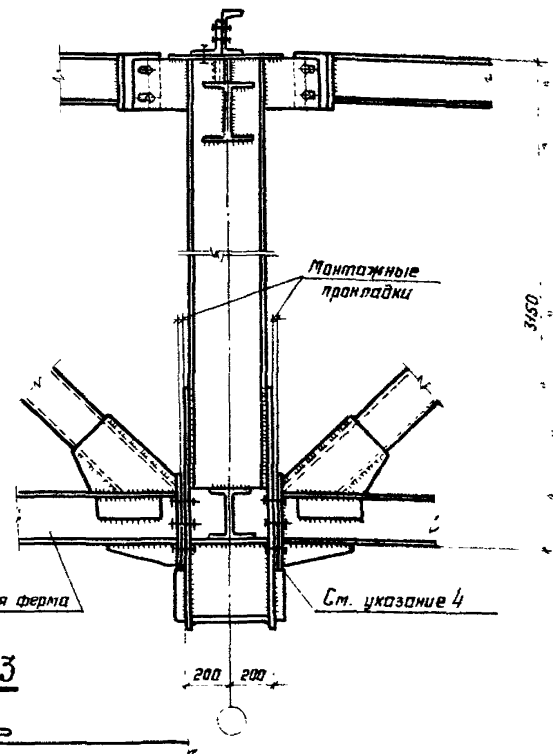 Монтажные
прокладки
3150
я ферма
См. указание 4
200 200
3